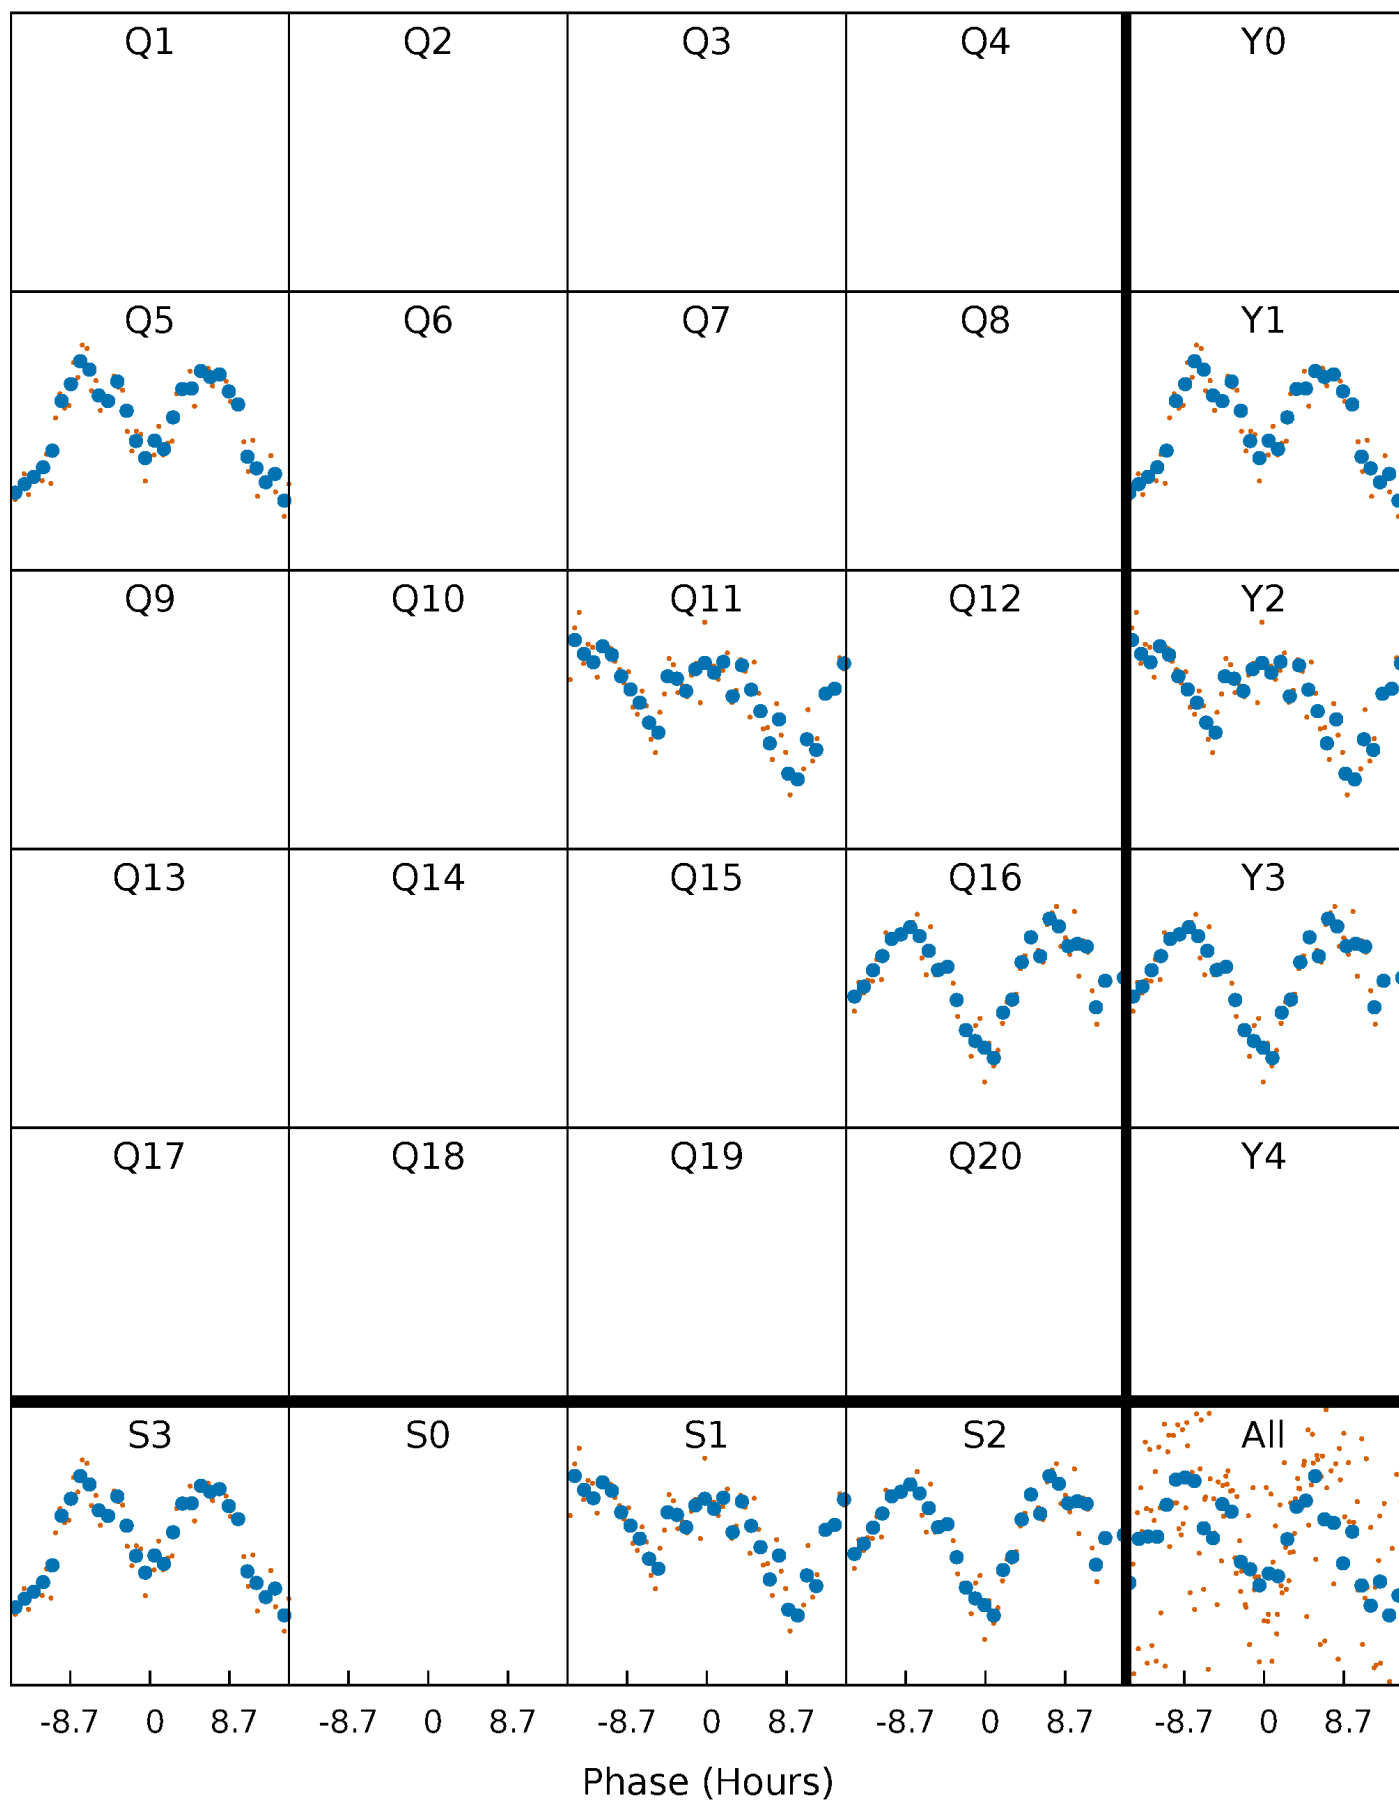 Q1 Q2 Q3 Q4 Y0
Q5 Q6 Q7 Q8 Y1
Q9 Q10 Q11 Q12 Y2
Q13 Q14 Q15 Q16 Y3
Q17 Q18 Q19 Q20 Y4
S3 S0 S1 S2 All
-8.7 0 8.7 -8.7 0 8.7 -8.7 0 8.7 -8.7 0 8.7 -8.7 0 8.7
Phase (Hours)